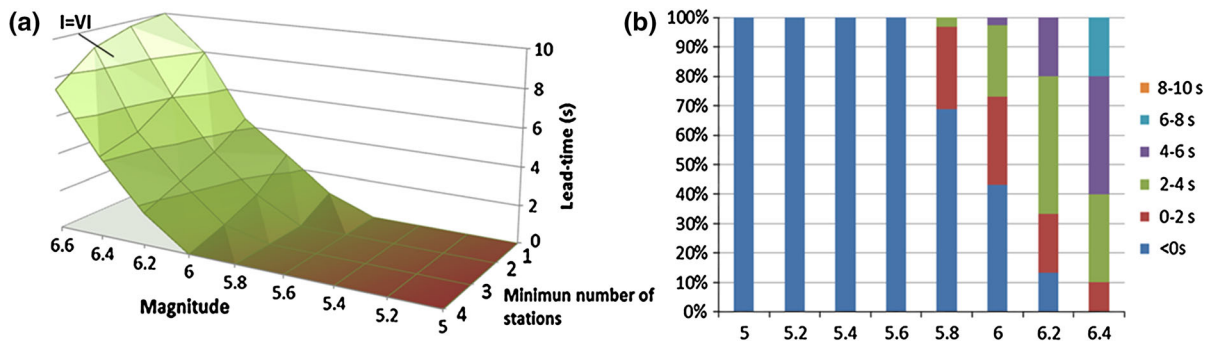 (a)
I=VI
10
8
6
4
2
0
Lead-time (s)
6.6
6.4
6.2
6
5.8
5.6
5.4
5.2
5
Magnitude
1
2
3
4
Minimun number of
stations
(b)
100%
90%
80%
70%
60%
50%
40%
30%
20%
10%
0%
5 5.2 5.4 5.6 5.8 6 6.2 6.4
8-10 s
6-8 s
4-6 s
2-4 s
0-2 s
<0s